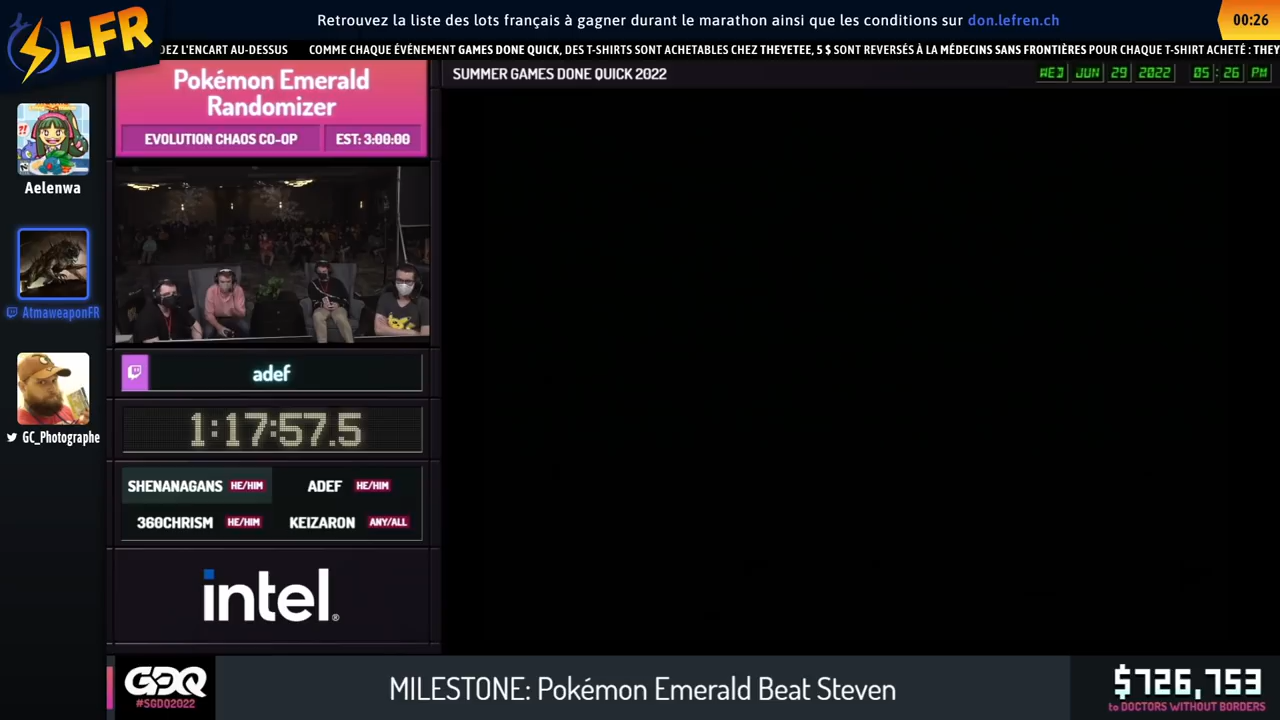 LFR
Retrouvez la liste des lots français à gagner durant le marathon ainsi que les conditions sur don.lefren.ch
00:26
DEZ L'ENCART AU-DESSUS COMME CHAQUE ÉVÉNEMENT GAMES DONE QUICK, DES T-SHIRTS SONT ACHETABLES CHEZ THEYETEE, 5 $ SONT REVERSÉS À LA MÉDECINS SANS FRONTIÈRES POUR CHAQUE T-SHIRT ACHETÉ : THEY
Pokémon Emerald
Randomizer
EVOLUTION CHAOS CO-OP EST: 3:00:00
SUMMER GAMES DONE QUICK 2022
WED JUN 29 2022 05:26 PM
Aelenwa
AtmaweaponFR
GC_Photographe
adef
1:17:57.5
SHENANAGANS HE/HIM ADEF HE/HIM
360CHRISM HE/HIM KEIZARON ANY/ALL
intel®
GDQ
#SGDQ2022
MILESTONE: Pokémon Emerald Beat Steven
$726,753
to DOCTORS WITHOUT BORDERS